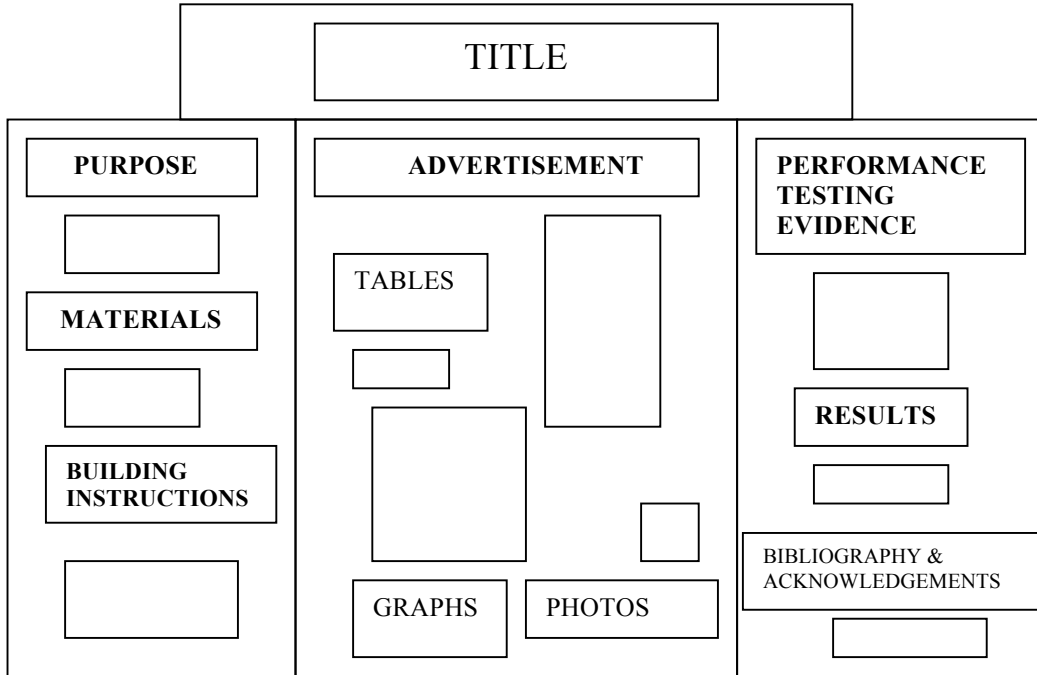 TITLE
PURPOSE
MATERIALS
BUILDING
INSTRUCTIONS
ADVERTISEMENT
TABLES
GRAPHS
PHOTOS
PERFORMANCE
TESTING
EVIDENCE
RESULTS
BIBLIOGRAPHY &
ACKNOWLEDGEMENTS